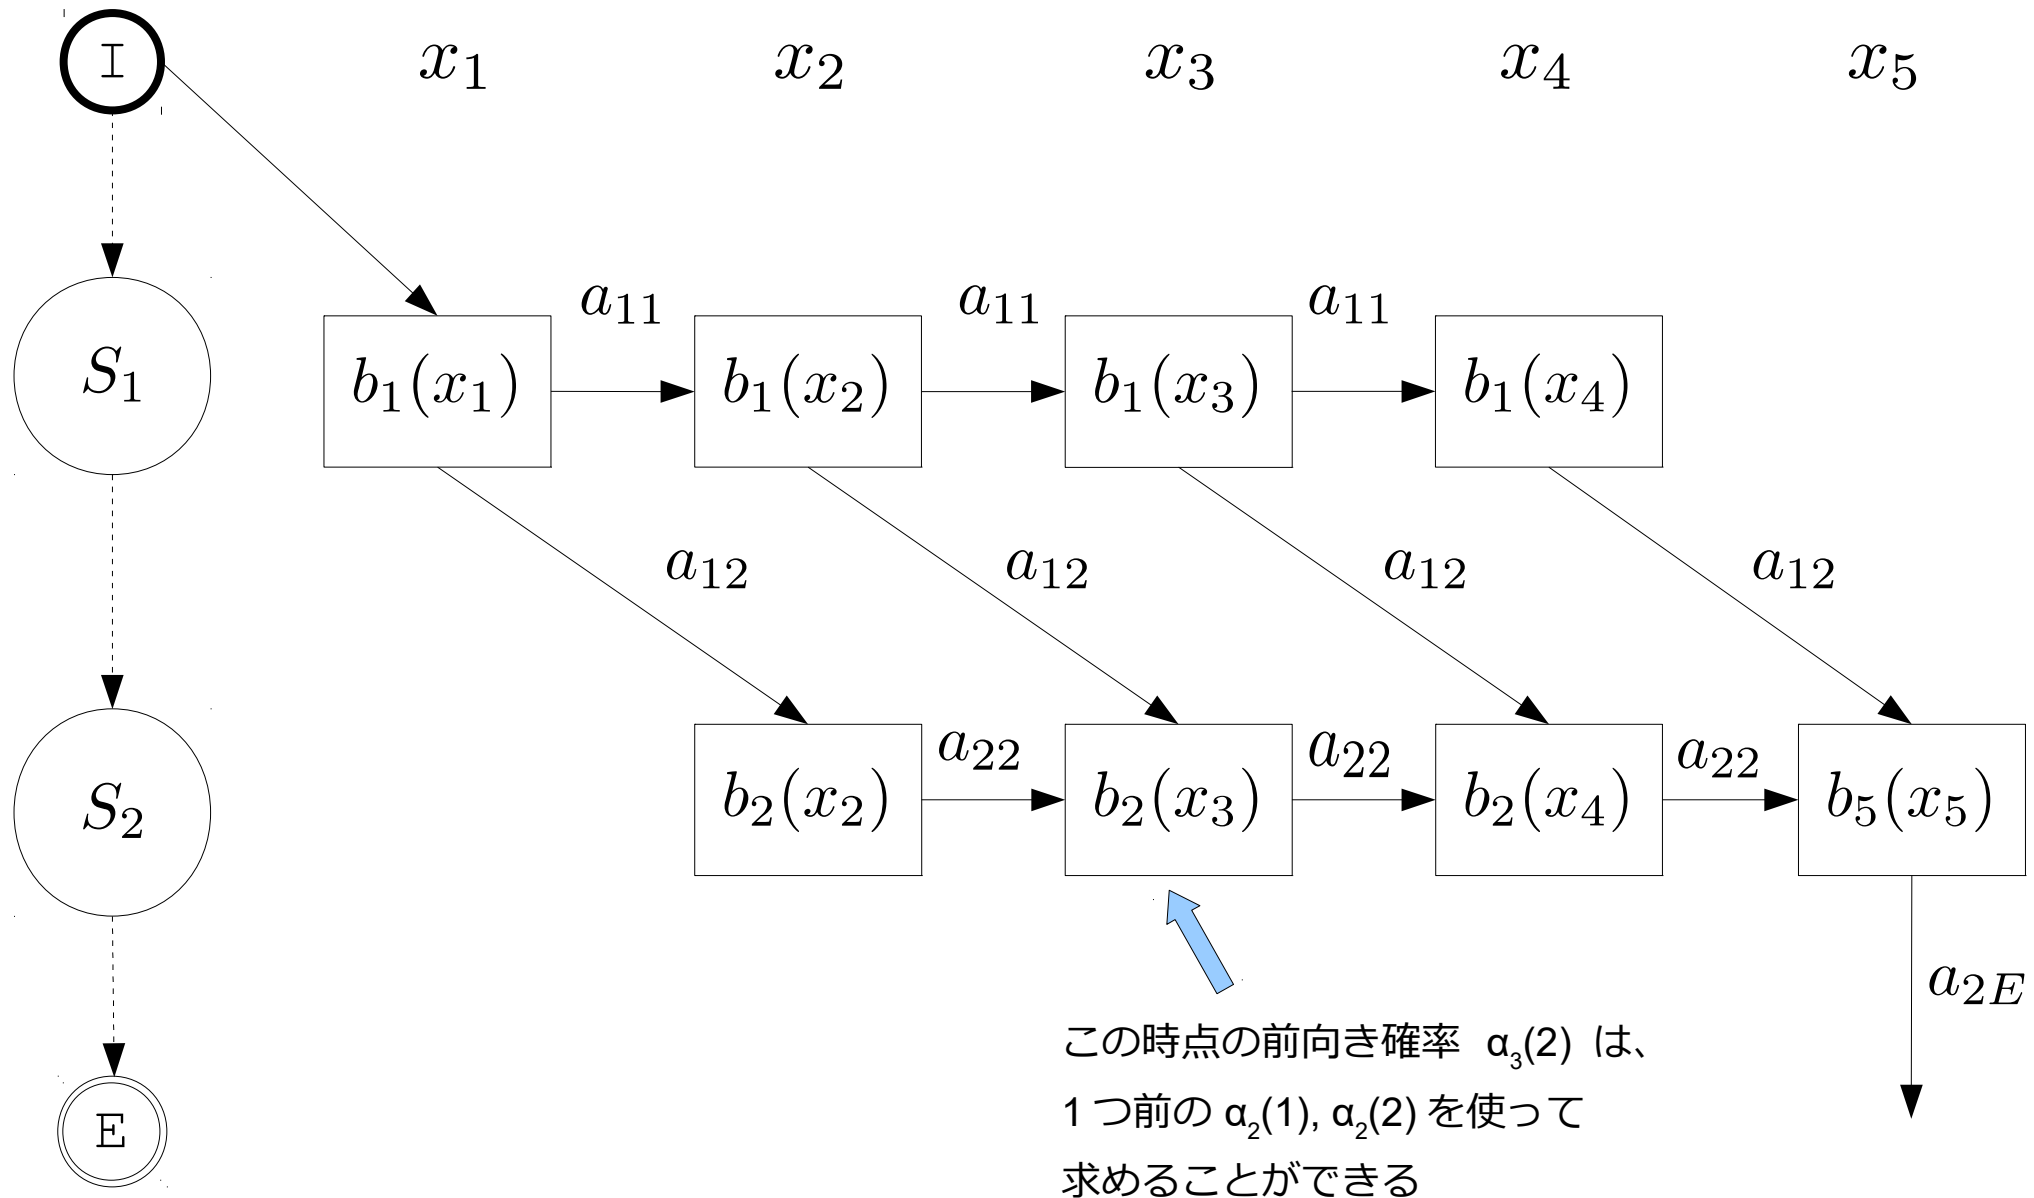 I x₁ x₂ x₃ x₄ x₅
a₁₁ a₁₁ a₁₁
S₁ b₁(x₁) b₁(x₂) b₁(x₃) b₁(x₄)
a₁₂ a₁₂ a₁₂ a₁₂
a₂₂ a₂₂ a₂₂
S₂ b₂(x₂) b₂(x₃) b₂(x₄) b₅(x₅)
a₂E
この時点の前向き確率 α₃(2) は、
1つ前の α₂(1), α₂(2) を使って
求めることができる
E